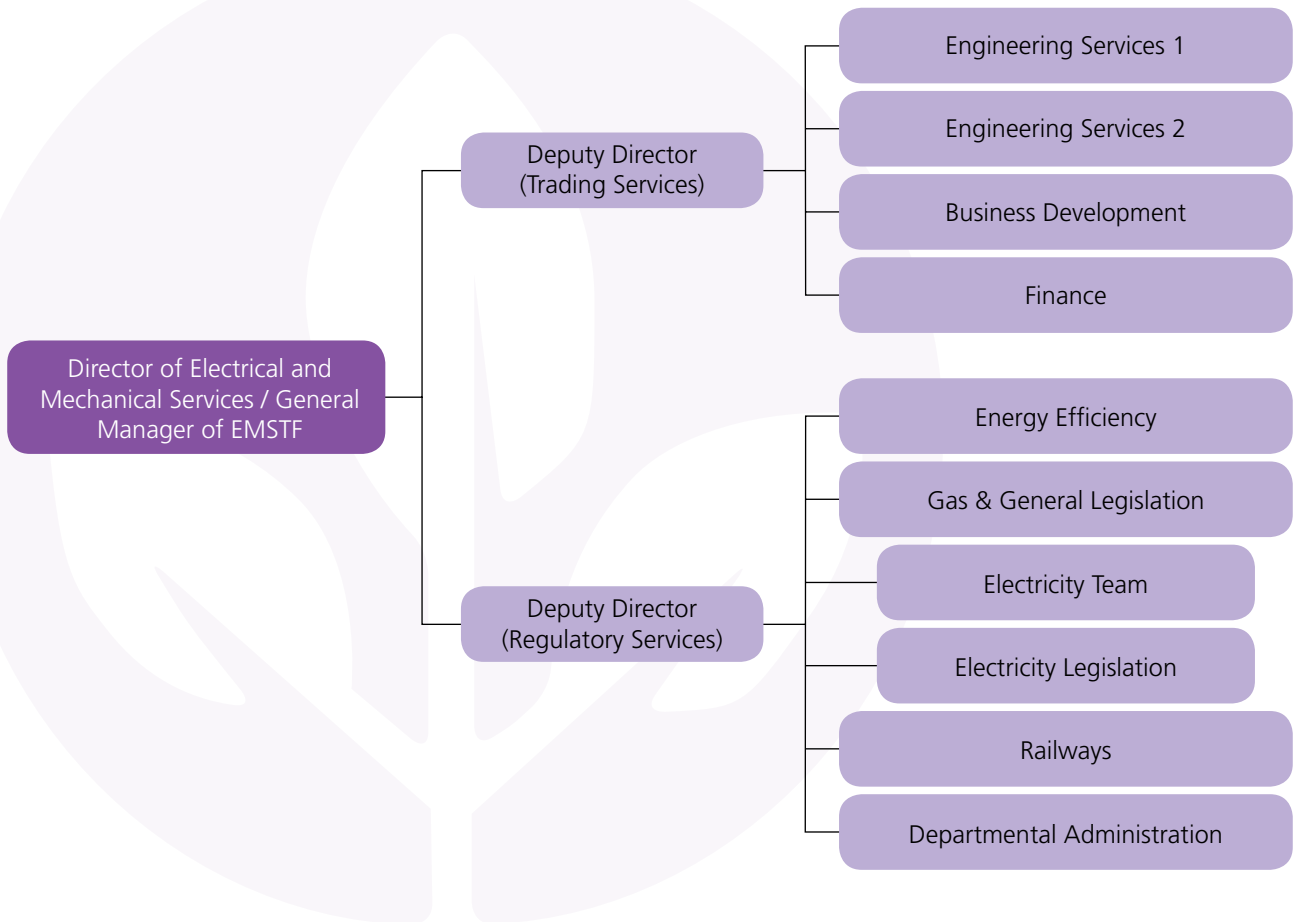 Engineering Services 1
Engineering Services 2
Deputy Director
(Trading Services)
Business Development
Finance
Director of Electrical and
Mechanical Services / General
Manager of EMSTF
Energy Efficiency
Gas & General Legislation
Electricity Team
Deputy Director
(Regulatory Services)
Electricity Legislation
Railways
Departmental Administration